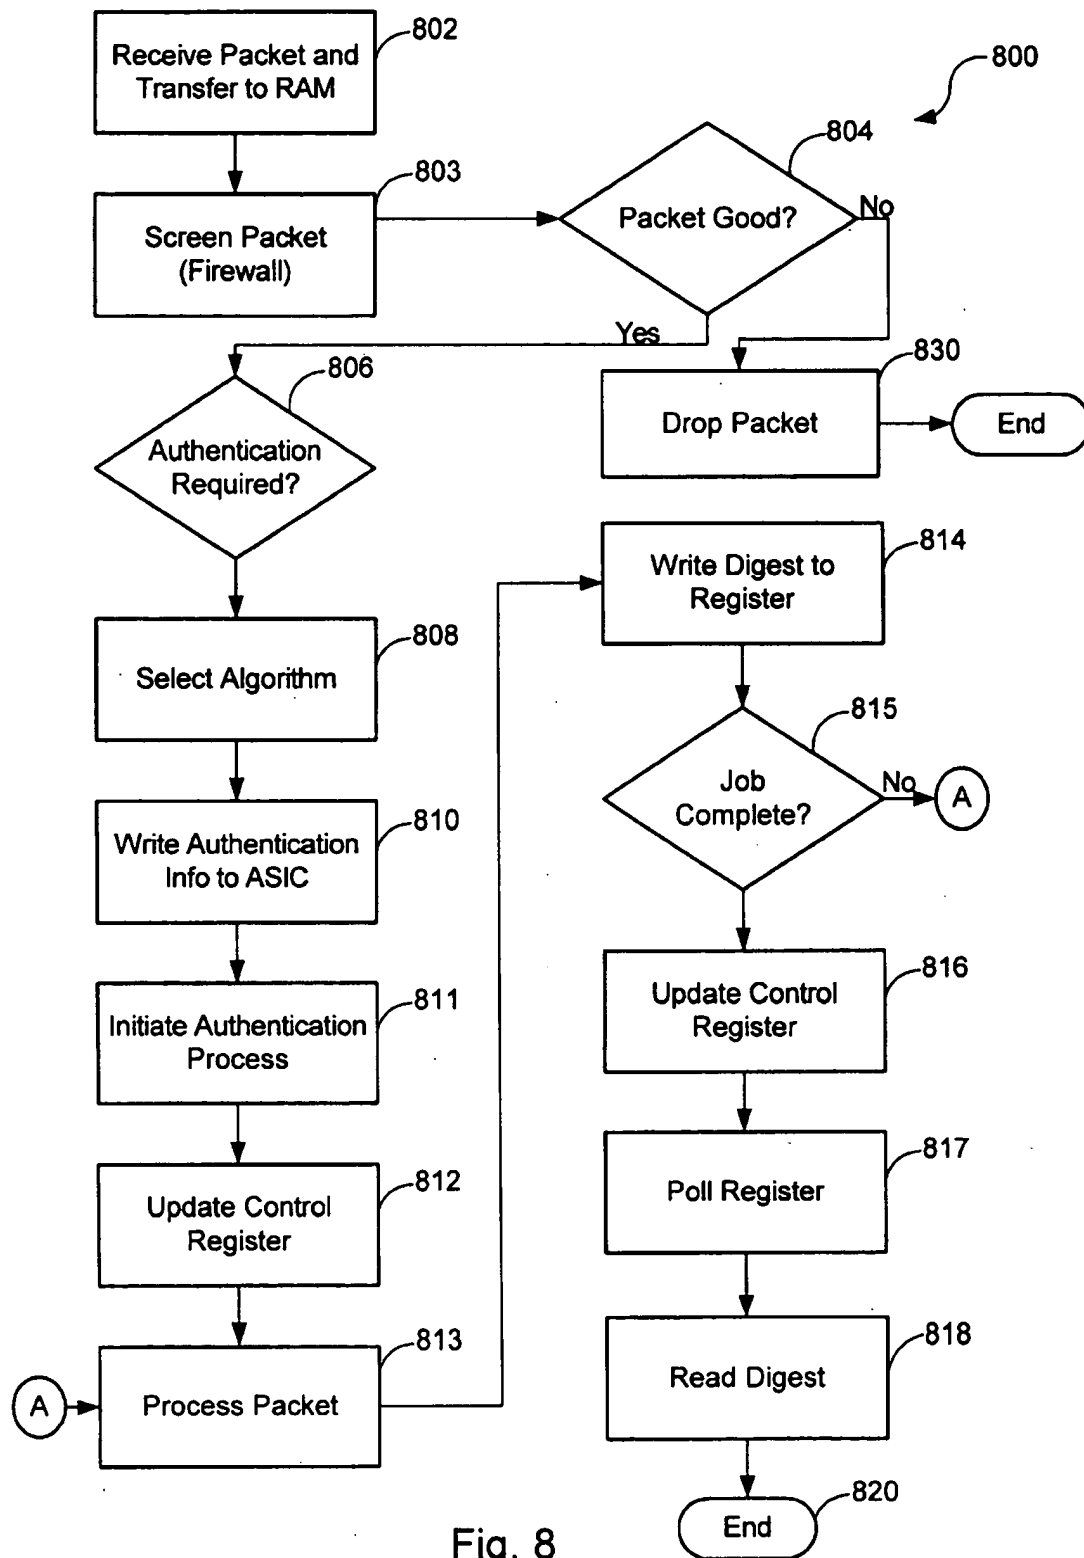 802
Receive Packet and
Transfer to RAM
800
804
803
Packet Good?
No
Screen Packet
(Firewall)
Yes
806
830
Drop Packet
End
Authentication
Required?
814
Write Digest to
Register
808
Select Algorithm
815
Job
Complete?
No
A
810
Write Authentication
Info to ASIC
816
Update Control
Register
811
Initiate Authentication
Process
817
Poll Register
812
Update Control
Register
818
Read Digest
813
A
Process Packet
820
End
Fig. 8